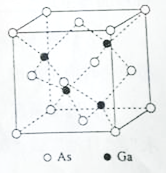 ○ As ● Ga